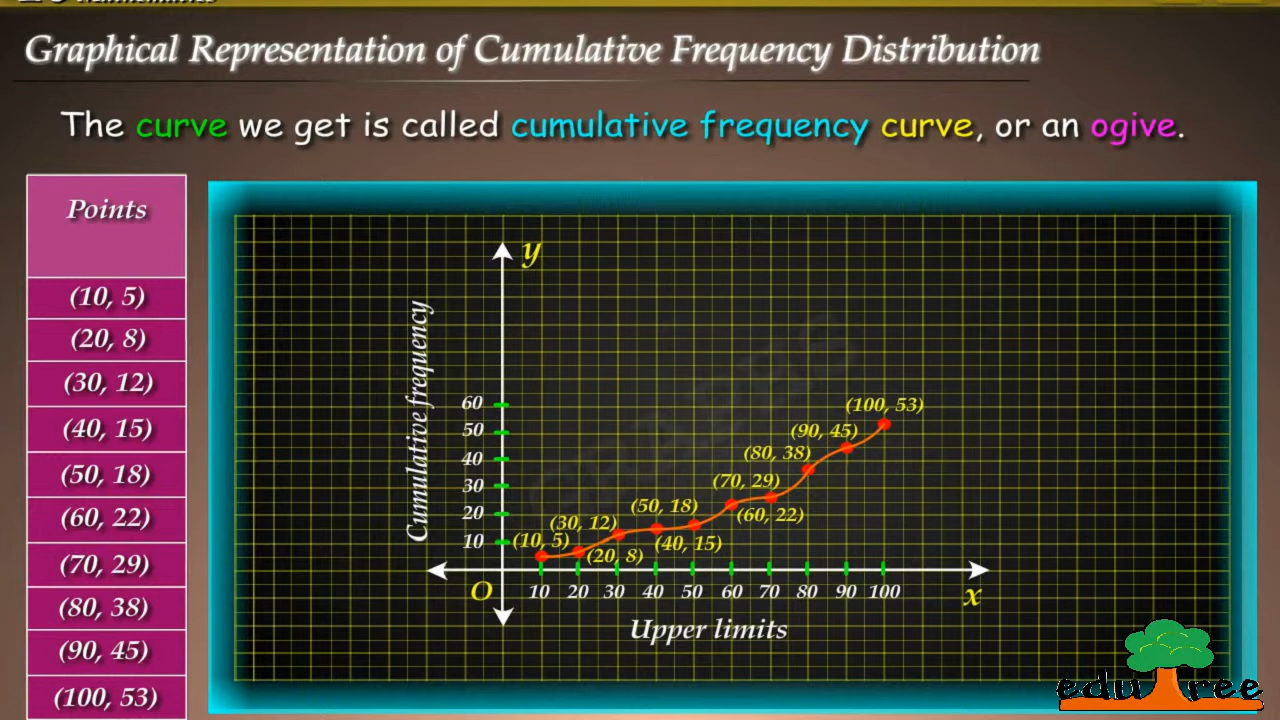 Graphical Representation of Cumulative Frequency Distribution
The curve we get is called cumulative frequency curve, or an ogive.
Points
(10, 5)
(20, 8)
(30, 12)
(40, 15)
(50, 18)
(60, 22)
(70, 29)
(80, 38)
(90, 45)
(100, 53)
y
Cumulative frequency
60
50
40
30
20
10
(100, 53)
(90, 45)
(80, 38)
(70, 29)
(60, 22)
(50, 18)
(30, 12)
(10, 5)
(40, 15)
(20, 8)
O
10 20 30 40 50 60 70 80 90 100
x
Upper limits
edutree